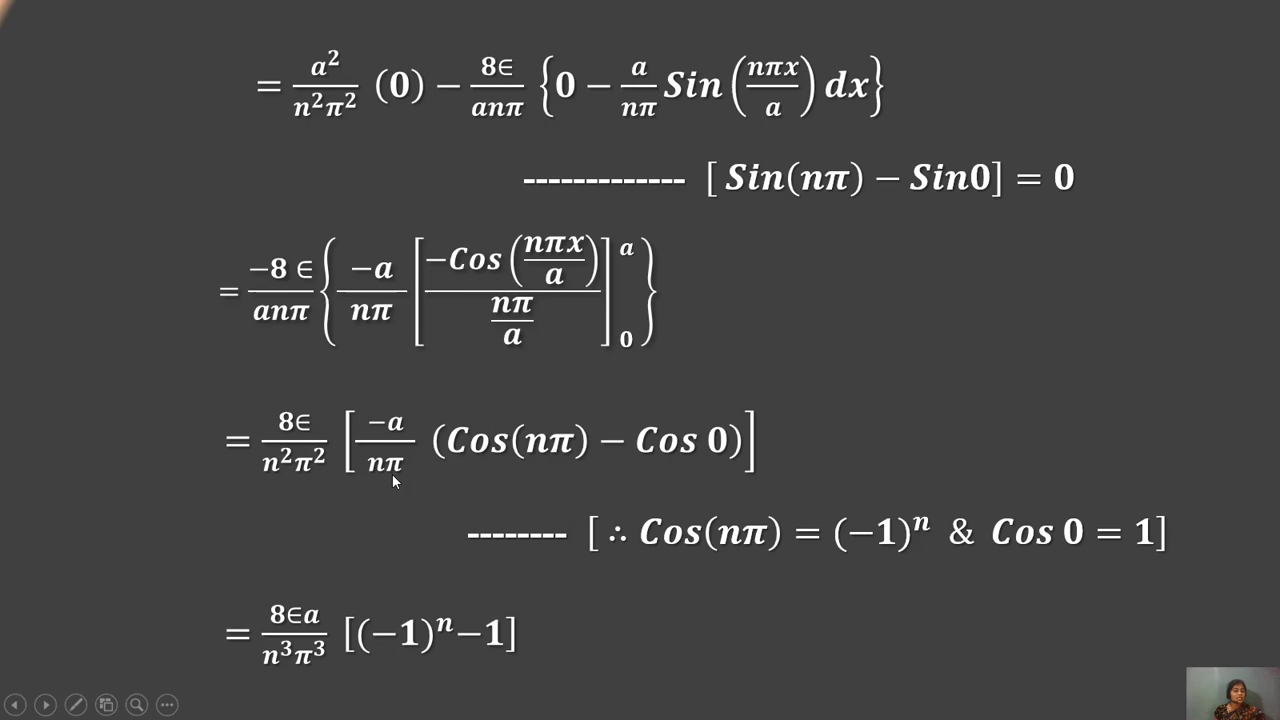 = a²/n²π² (0) − 8∈/anπ {0 − a/nπ Sin (nπx/a) dx}
------------- [ Sin(nπ) − Sin0] = 0
= −8 ∈/anπ { −a/nπ [ −Cos (nπx/a) / (nπ/a) ]₀ᵃ }
= 8∈/n²π² [ −a/nπ (Cos(nπ) − Cos 0) ]
-------- [ ∴ Cos(nπ) = (−1)ⁿ & Cos 0 = 1]
= 8∈a/n³π³ [(−1)ⁿ−1]